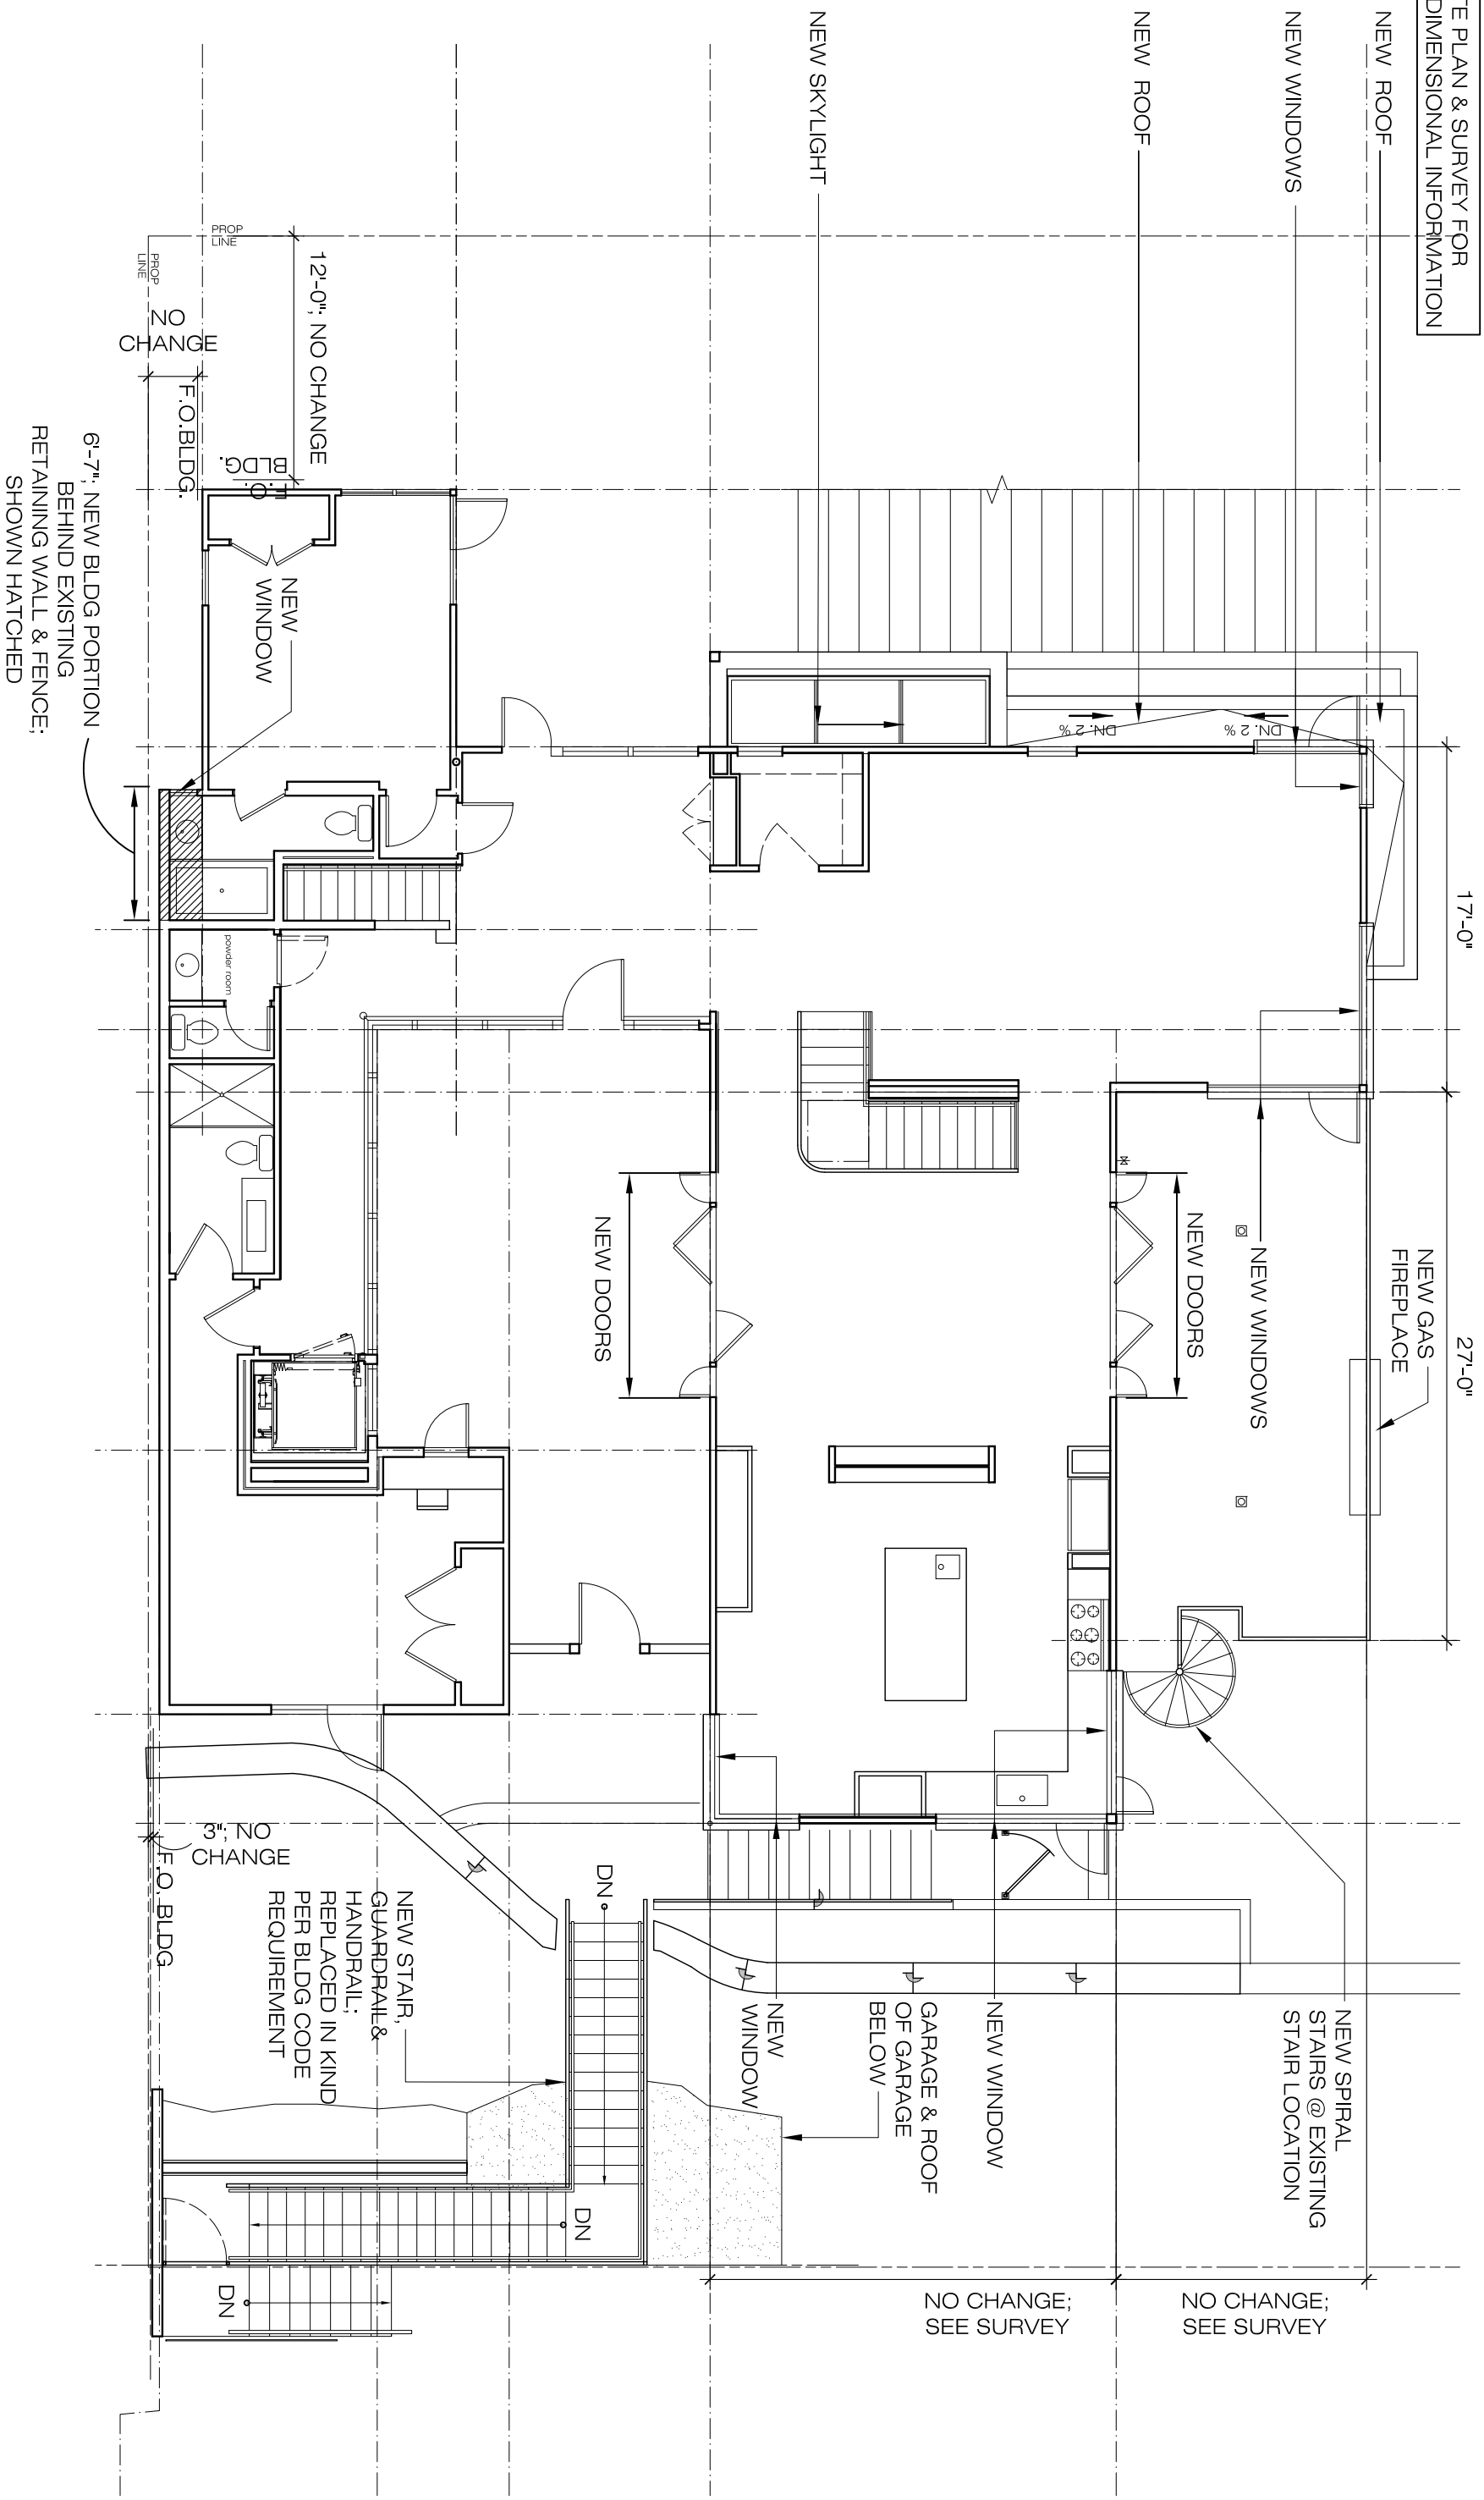 TE PLAN & SURVEY FOR
DIMENSIONAL INFORMATION
NEW ROOF
NEW WINDOWS
NEW ROOF
NEW SKYLIGHT
17'-0"
27'-0"
DN. 2 %
DN. 2 %
PROP
LINE
PROP
LINE
12'-0"; NO CHANGE
NO
CHANGE
F.O.BLDG.
F.O.
BLDG.
6'-7"; NEW BLDG PORTION
BEHIND EXISTING
RETAINING WALL & FENCE;
SHOWN HATCHED
NEW
WINDOW
powder room
NEW DOORS
NEW DOORS
NEW WINDOWS
NEW GAS
FIREPLACE
3"; NO
CHANGE
F.O. BLDG
NEW STAIR,
GUARDRAIL&
HANDRAIL;
REPLACED IN KIND
PER BLDG CODE
REQUIREMENT
DN
DN
DN
NEW
WINDOW
GARAGE & ROOF
OF GARAGE
BELOW
NEW WINDOW
NEW SPIRAL
STAIRS @ EXISTING
STAIR LOCATION
NO CHANGE;
SEE SURVEY
NO CHANGE;
SEE SURVEY